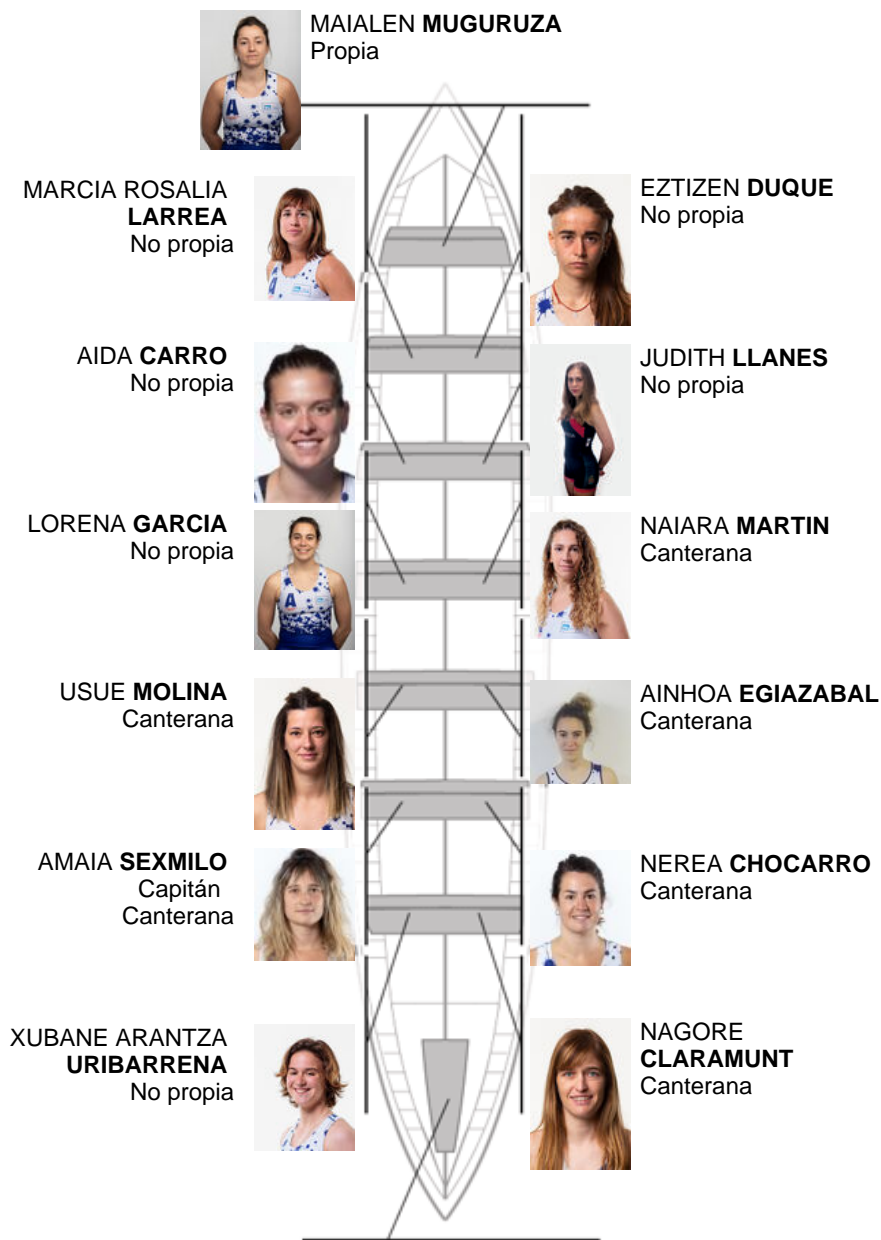 MAIALEN MUGURUZA
Propia
MARCIA ROSALIA
LARREA
No propia
EZTIZEN DUQUE
No propia
AIDA CARRO
No propia
JUDITH LLANES
No propia
LORENA GARCIA
No propia
NAIARA MARTIN
Canterana
USUE MOLINA
Canterana
AINHOA EGIAZABAL
Canterana
AMAIA SEXMILO
Capitán
Canterana
NEREA CHOCARRO
Canterana
XUBANE ARANTZA
URIBARRENA
No propia
NAGORE
CLARAMUNT
Canterana